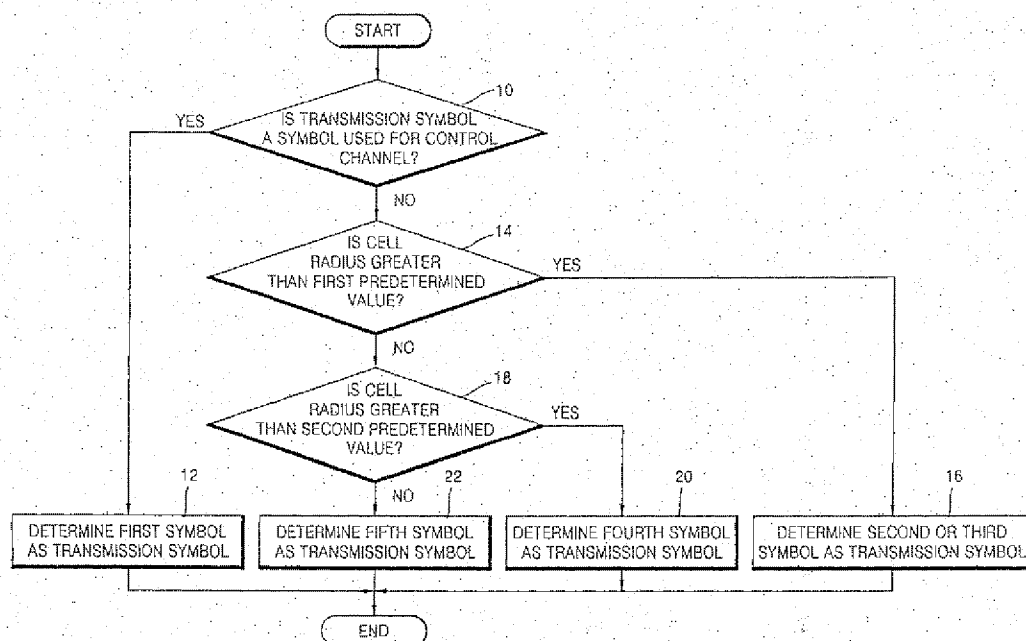 START
10
IS TRANSMISSION SYMBOL
A SYMBOL USED FOR CONTROL
CHANNEL?
YES
NO
14
IS CELL
RADIUS GREATER
THAN FIRST PREDETERMINED
VALUE?
YES
NO
18
IS CELL
RADIUS GREATER
THAN SECOND PREDETERMINED
VALUE?
YES
NO
12
DETERMINE FIRST SYMBOL
AS TRANSMISSION SYMBOL
22
DETERMINE FIFTH SYMBOL
AS TRANSMISSION SYMBOL
20
DETERMINE FOURTH SYMBOL
AS TRANSMISSION SYMBOL
16
DETERMINE SECOND OR THIRD
SYMBOL AS TRANSMISSION SYMBOL
END